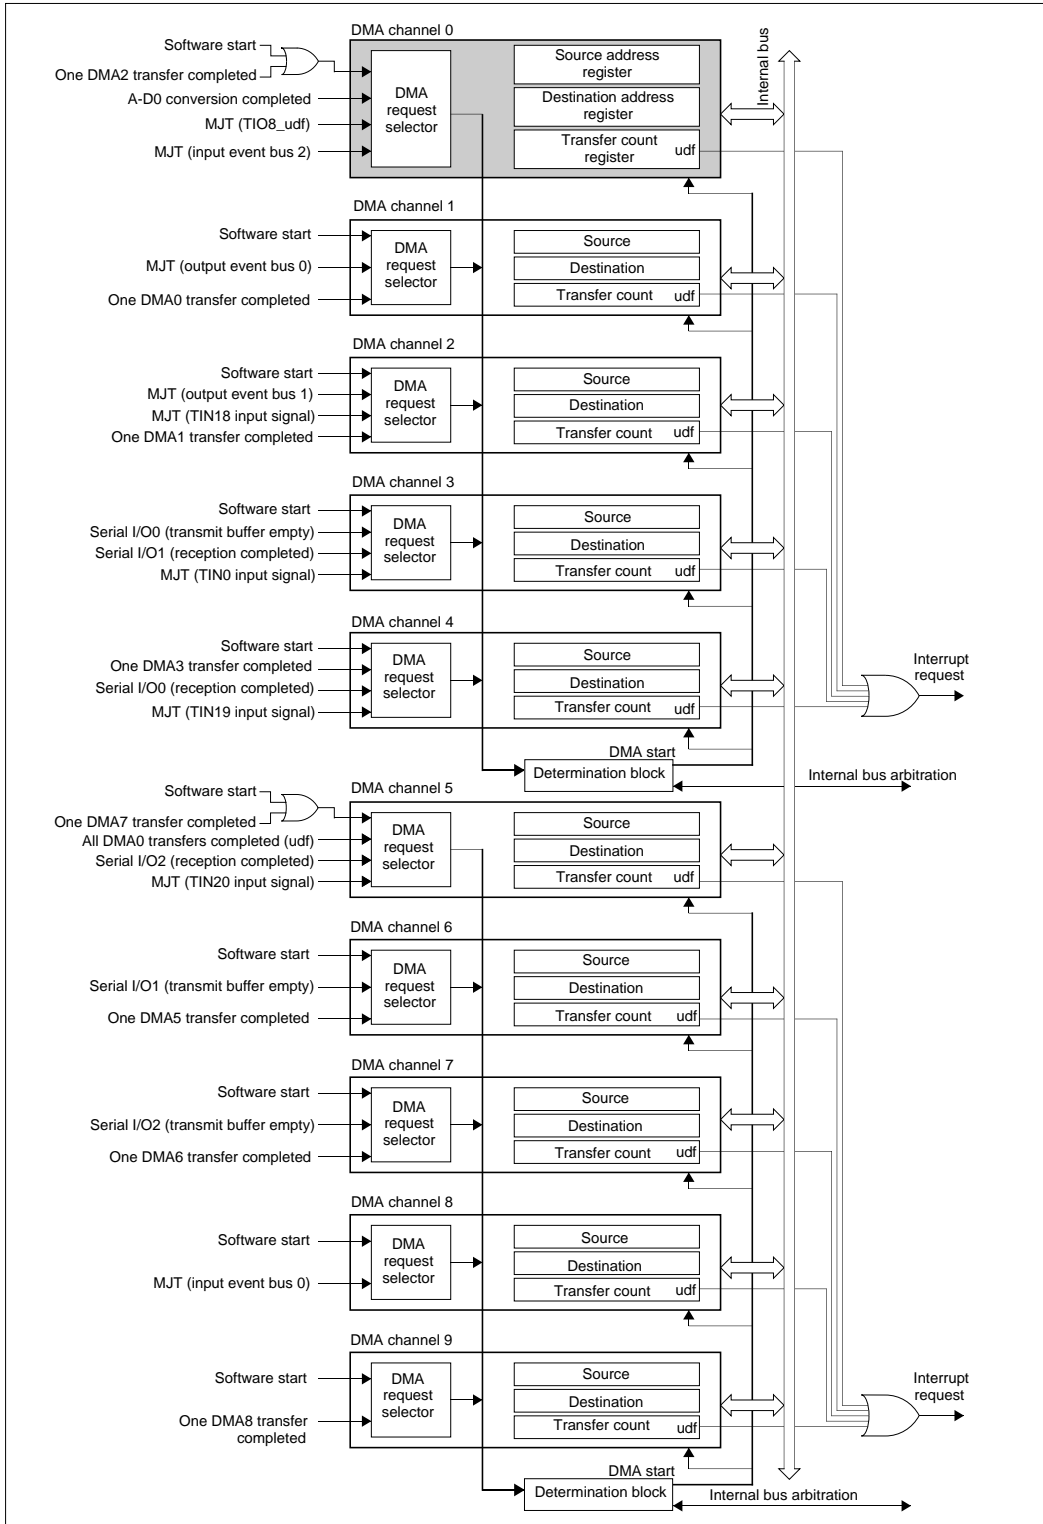 DMA channel 0
Software start
One DMA2 transfer completed
A-D0 conversion completed
MJT (TIO8_udf)
MJT (input event bus 2)
DMA
request
selector
Source address
register
Destination address
register
Transfer count
register
udf
Internal bus
DMA channel 1
Software start
MJT (output event bus 0)
One DMA0 transfer completed
DMA
request
selector
Source
Destination
Transfer count
udf
DMA channel 2
Software start
MJT (output event bus 1)
MJT (TIN18 input signal)
One DMA1 transfer completed
DMA
request
selector
Source
Destination
Transfer count
udf
DMA channel 3
Software start
Serial I/O0 (transmit buffer empty)
Serial I/O1 (reception completed)
MJT (TIN0 input signal)
DMA
request
selector
Source
Destination
Transfer count
udf
DMA channel 4
Software start
One DMA3 transfer completed
Serial I/O0 (reception completed)
MJT (TIN19 input signal)
DMA
request
selector
Source
Destination
Transfer count
udf
Interrupt
request
DMA start
Determination block
Internal bus arbitration
DMA channel 5
Software start
One DMA7 transfer completed
All DMA0 transfers completed (udf)
Serial I/O2 (reception completed)
MJT (TIN20 input signal)
DMA
request
selector
Source
Destination
Transfer count
udf
DMA channel 6
Software start
Serial I/O1 (transmit buffer empty)
One DMA5 transfer completed
DMA
request
selector
Source
Destination
Transfer count
udf
DMA channel 7
Software start
Serial I/O2 (transmit buffer empty)
One DMA6 transfer completed
DMA
request
selector
Source
Destination
Transfer count
udf
DMA channel 8
Software start
MJT (input event bus 0)
DMA
request
selector
Source
Destination
Transfer count
udf
DMA channel 9
Software start
One DMA8 transfer
completed
DMA
request
selector
Source
Destination
Transfer count
udf
Interrupt
request
DMA start
Determination block
Internal bus arbitration